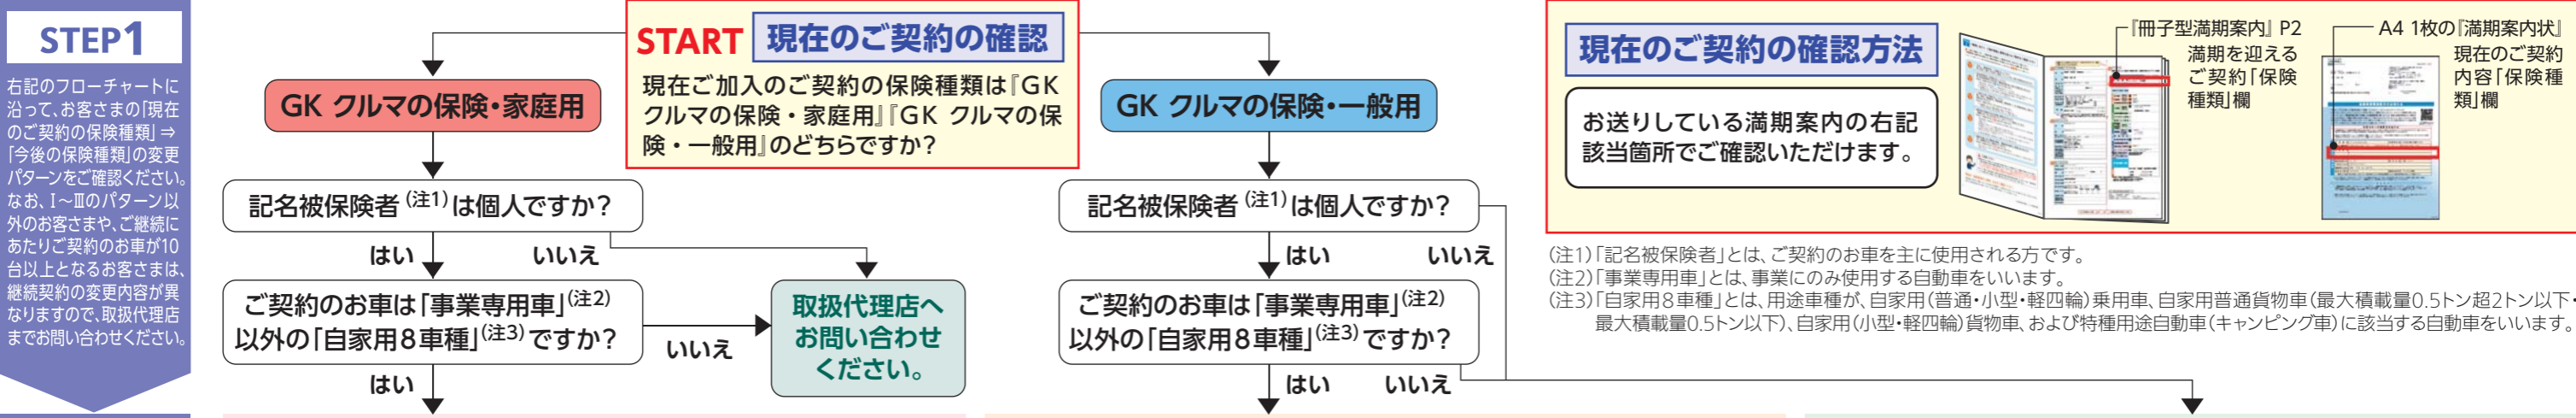 STEP1
右記のフローチャートに
沿って、お客さまの「現在
のご契約の保険種類」⇒
「今後の保険種類」の変更
パターンをご確認ください。
なお、Ⅰ～Ⅲのパターン以
外のお客さまや、ご継続に
あたりご契約のお車が10
台以上となるお客さまは、
継続契約の変更内容が異
なりますので、取扱代理店
までお問い合わせください。
START 現在のご契約の確認
現在ご加入のご契約の保険種類は『GK
クルマの保険・家庭用』『GK クルマの保
険・一般用』のどちらですか?
GK クルマの保険・家庭用
記名被保険者(注1)は個人ですか?
はい
いいえ
ご契約のお車は「事業専用車」(注2)
以外の「自家用8車種」(注3)ですか?
いいえ
はい
取扱代理店へ
お問い合わせ
ください。
GK クルマの保険・一般用
記名被保険者(注1)は個人ですか?
はい
いいえ
ご契約のお車は「事業専用車」(注2)
以外の「自家用8車種」(注3)ですか?
はい
いいえ
現在のご契約の確認方法
お送りしている満期案内の右記
該当箇所でご確認いただけます。
『冊子型満期案内』 P2
満期を迎える
ご契約「保険
種類」欄
A4 1枚の『満期案内状』
現在のご契約
内容「保険種
類」欄
(注1)「記名被保険者」とは、ご契約のお車を主に使用される方です。
(注2)「事業専用車」とは、事業にのみ使用する自動車をいいます。
(注3)「自家用8車種」とは、用途車種が、自家用(普通・小型・軽四輪)乗用車、自家用普通貨物車(最大積載量0.5トン超2トン以下・
最大積載量0.5トン以下)、自家用(小型・軽四輪)貨物車、および特種用途自動車(キャンピング車)に該当する自動車をいいます。